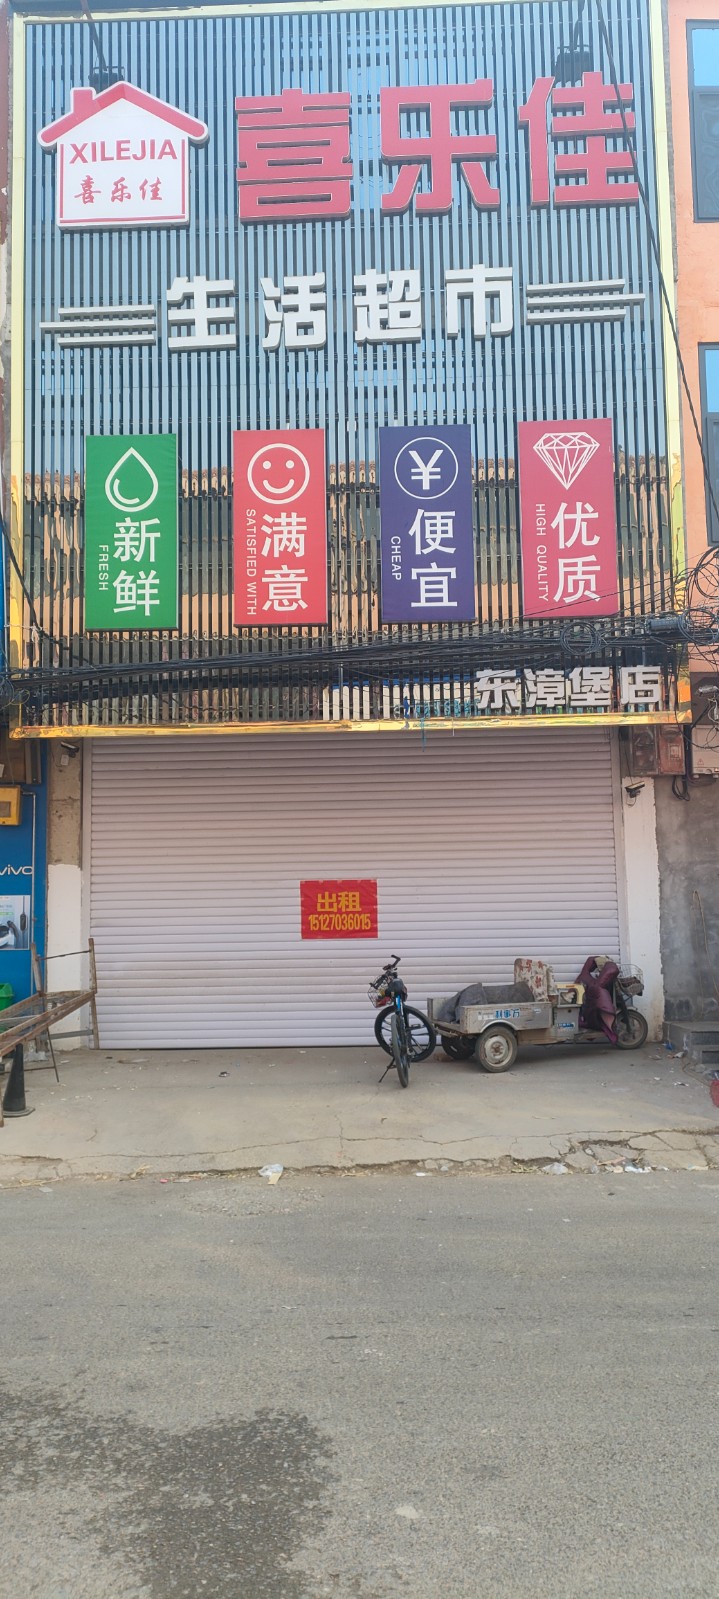 XILEJIA
喜乐佳
喜乐佳
生活超市
新鲜
FRESH
满意
SATISFIED WITH
¥
便宜
CHEAP
优质
HIGH QUALITY
东漳堡店
vivo
出租
15127036015